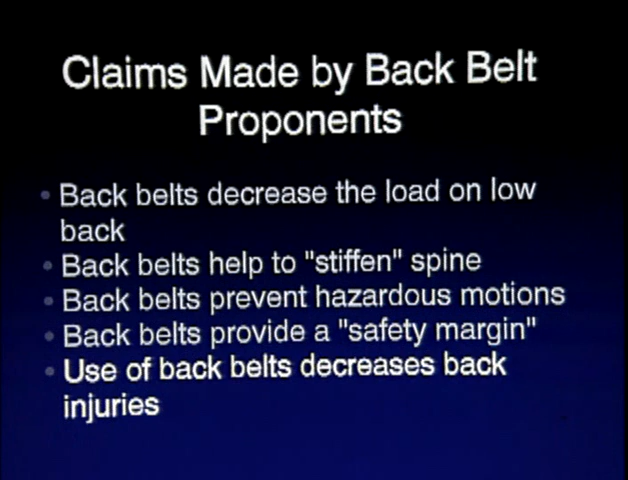 Claims Made by Back Belt
Proponents
• Back belts decrease the load on low
back
• Back belts help to "stiffen" spine
• Back belts prevent hazardous motions
• Back belts provide a "safety margin"
• Use of back belts decreases back
injuries